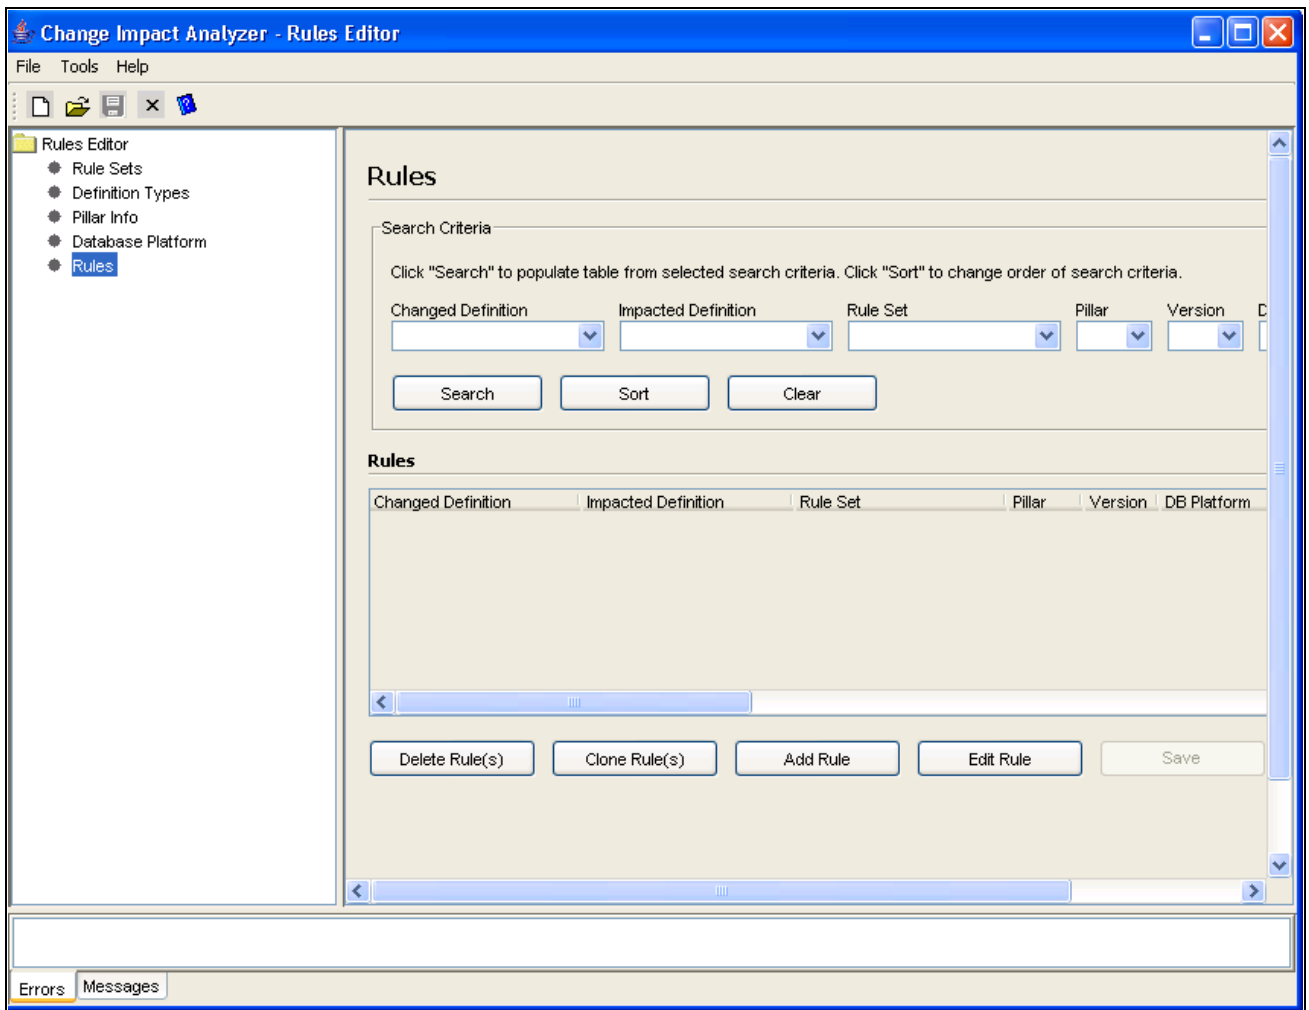 Change Impact Analyzer - Rules Editor
File Tools Help
Rules Editor
Rule Sets
Definition Types
Pillar Info
Database Platform
Rules
Rules
Search Criteria
Click "Search" to populate table from selected search criteria. Click "Sort" to change order of search criteria.
Changed Definition Impacted Definition Rule Set Pillar Version D
Search Sort Clear
Rules
Changed Definition Impacted Definition Rule Set Pillar Version DB Platform
Delete Rule(s) Clone Rule(s) Add Rule Edit Rule Save
Errors Messages